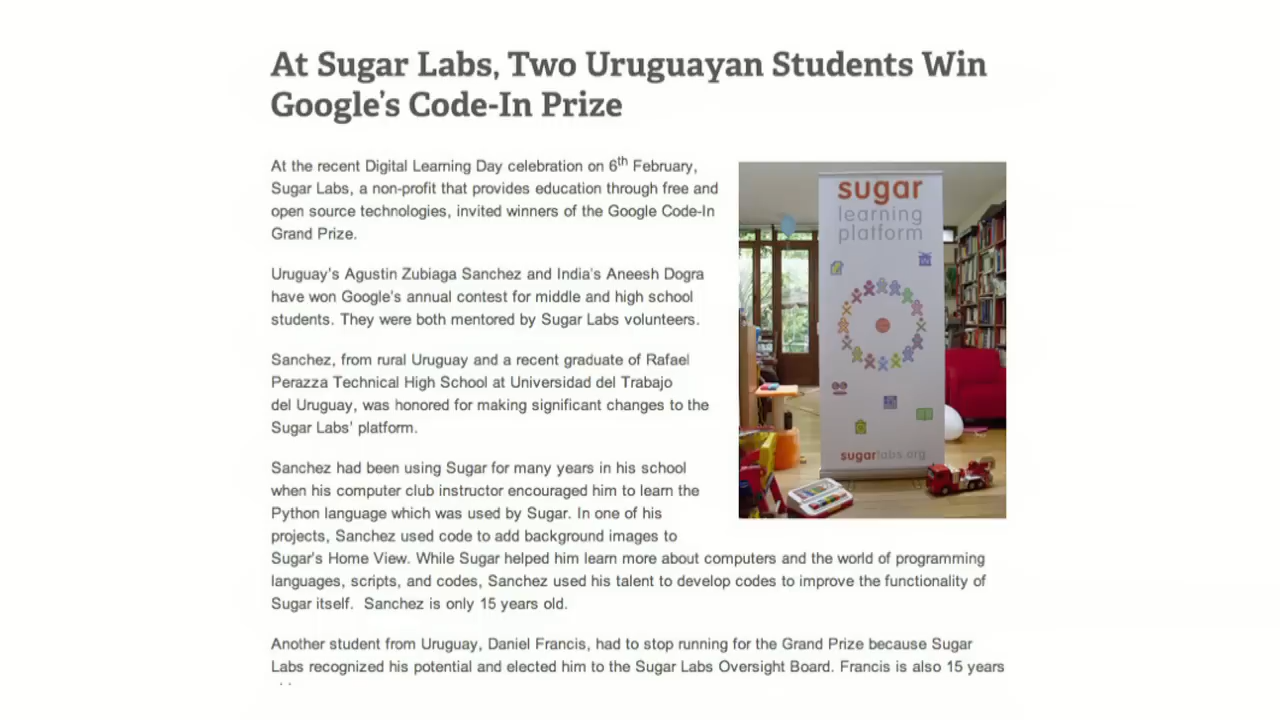 At Sugar Labs, Two Uruguayan Students Win
Google's Code-In Prize
At the recent Digital Learning Day celebration on 6th February,
Sugar Labs, a non-profit that provides education through free and
open source technologies, invited winners of the Google Code-In
Grand Prize.
Uruguay's Agustin Zubiaga Sanchez and India's Aneesh Dogra
have won Google's annual contest for middle and high school
students. They were both mentored by Sugar Labs volunteers.
Sanchez, from rural Uruguay and a recent graduate of Rafael
Perazza Technical High School at Universidad del Trabajo
del Uruguay, was honored for making significant changes to the
Sugar Labs' platform.
Sanchez had been using Sugar for many years in his school
when his computer club instructor encouraged him to learn the
Python language which was used by Sugar. In one of his
projects, Sanchez used code to add background images to
Sugar's Home View. While Sugar helped him learn more about computers and the world of programming
languages, scripts, and codes, Sanchez used his talent to develop codes to improve the functionality of
Sugar itself. Sanchez is only 15 years old.
Another student from Uruguay, Daniel Francis, had to stop running for the Grand Prize because Sugar
Labs recognized his potential and elected him to the Sugar Labs Oversight Board. Francis is also 15 years
sugar
learning
platform
sugarlabs.org